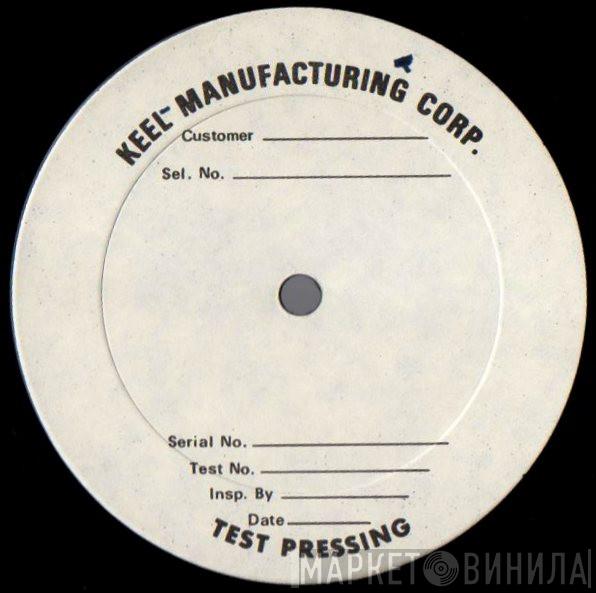 KEEL MANUFACTURING CORP.
Customer
Sel. No.
Serial No.
Test No.
Insp. By
Date
TEST PRESSING
МАРКЕТ ВИНИЛА